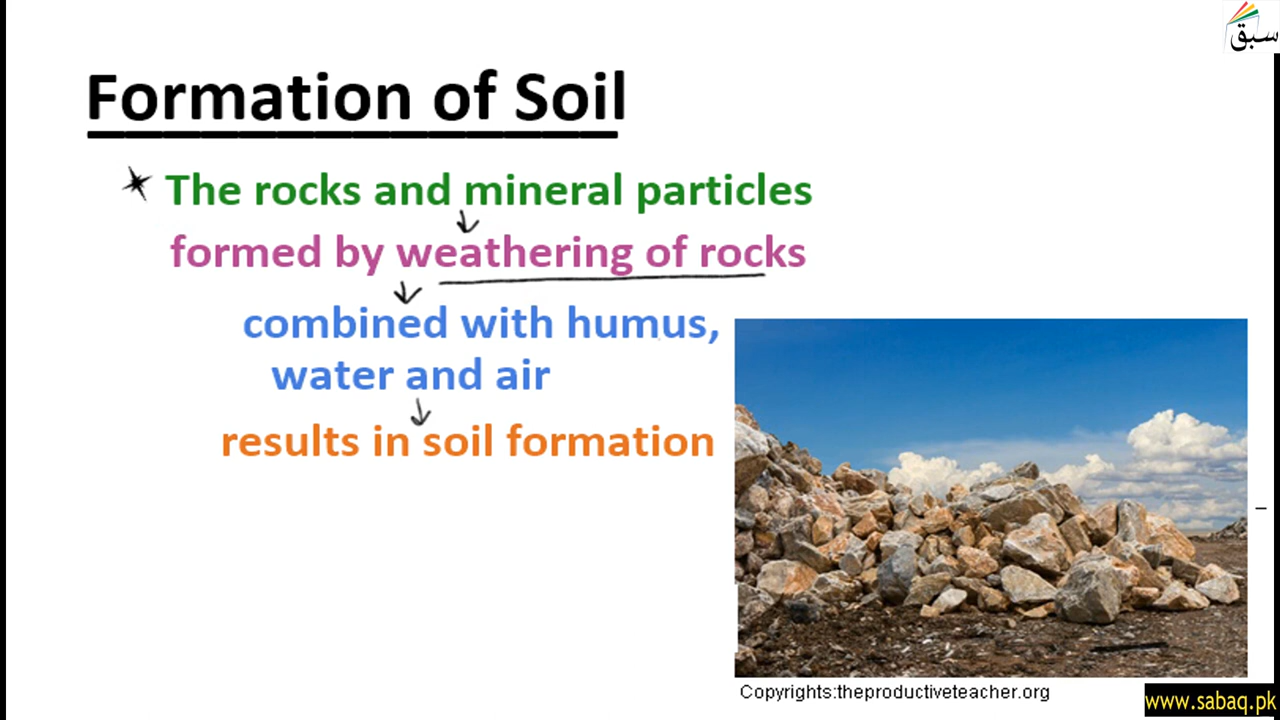 سبق
Formation of Soil
The rocks and mineral particles
formed by weathering of rocks
combined with humus,
water and air
results in soil formation
Copyrights:theproductiveteacher.org
www.sabaq.pk